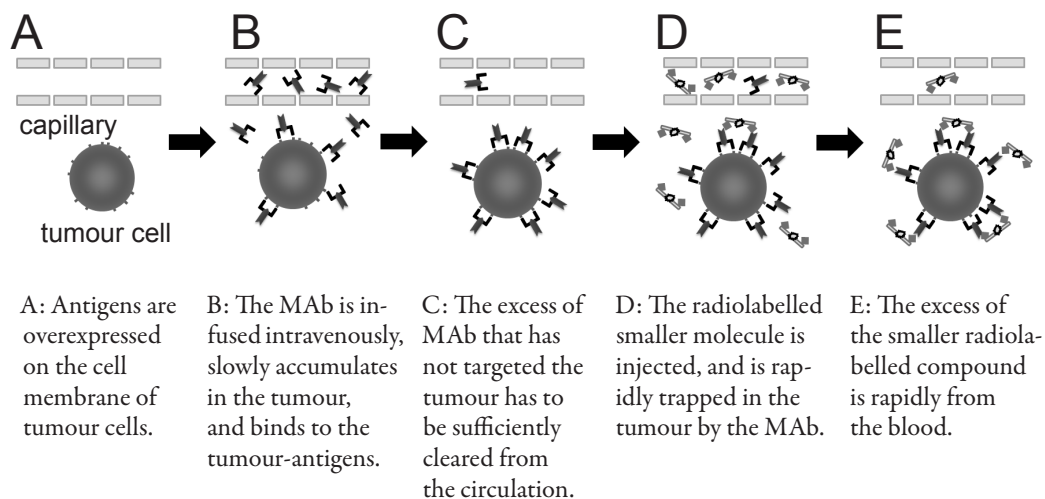 A
B
C
D
E
capillary
tumour cell
A: Antigens are
overexpressed
on the cell
membrane of
tumour cells.
B: The MAb is in-
fused intravenously,
slowly accumulates
in the tumour,
and binds to the
tumour-antigens.
C: The excess of
MAb that has
not targeted the
tumour has to
be sufficiently
cleared from
the circulation.
D: The radiolabelled
smaller molecule is
injected, and is rap-
idly trapped in the
tumour by the MAb.
E: The excess of
the smaller radiola-
belled compound
is rapidly from
the blood.